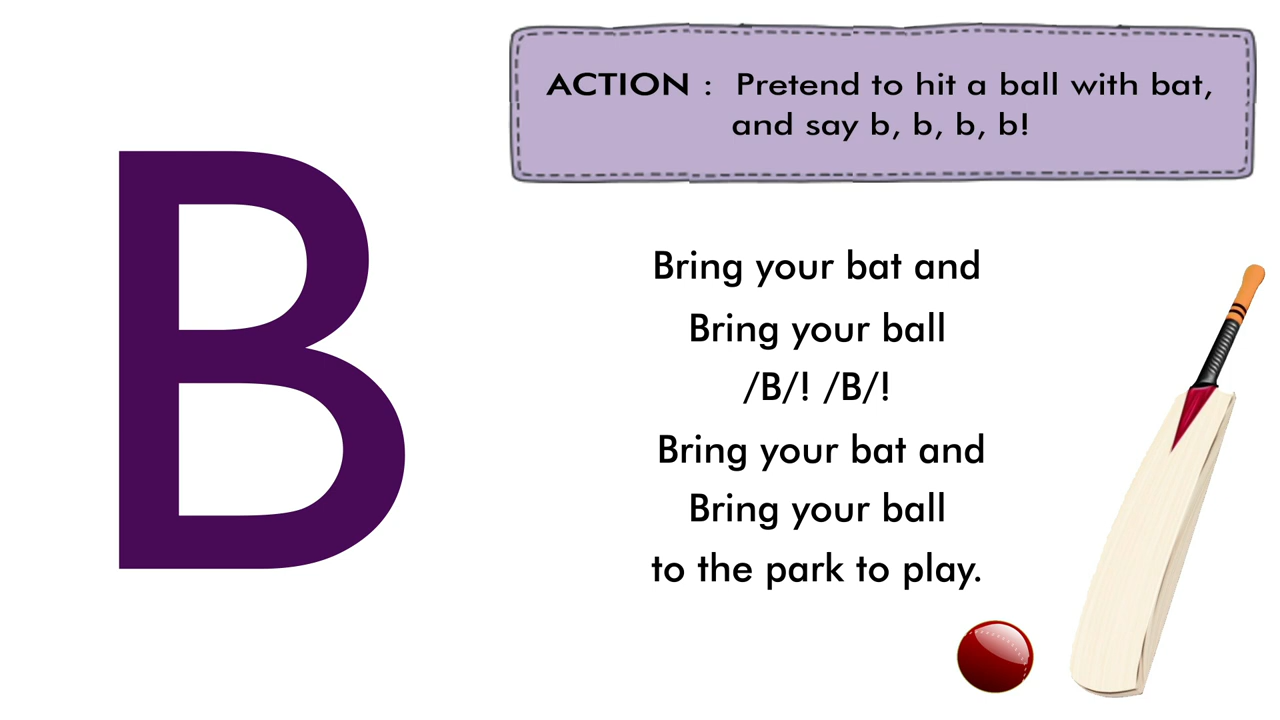 B
ACTION : Pretend to hit a ball with bat,
and say b, b, b, b!
Bring your bat and
Bring your ball
/B/! /B/!
Bring your bat and
Bring your ball
to the park to play.